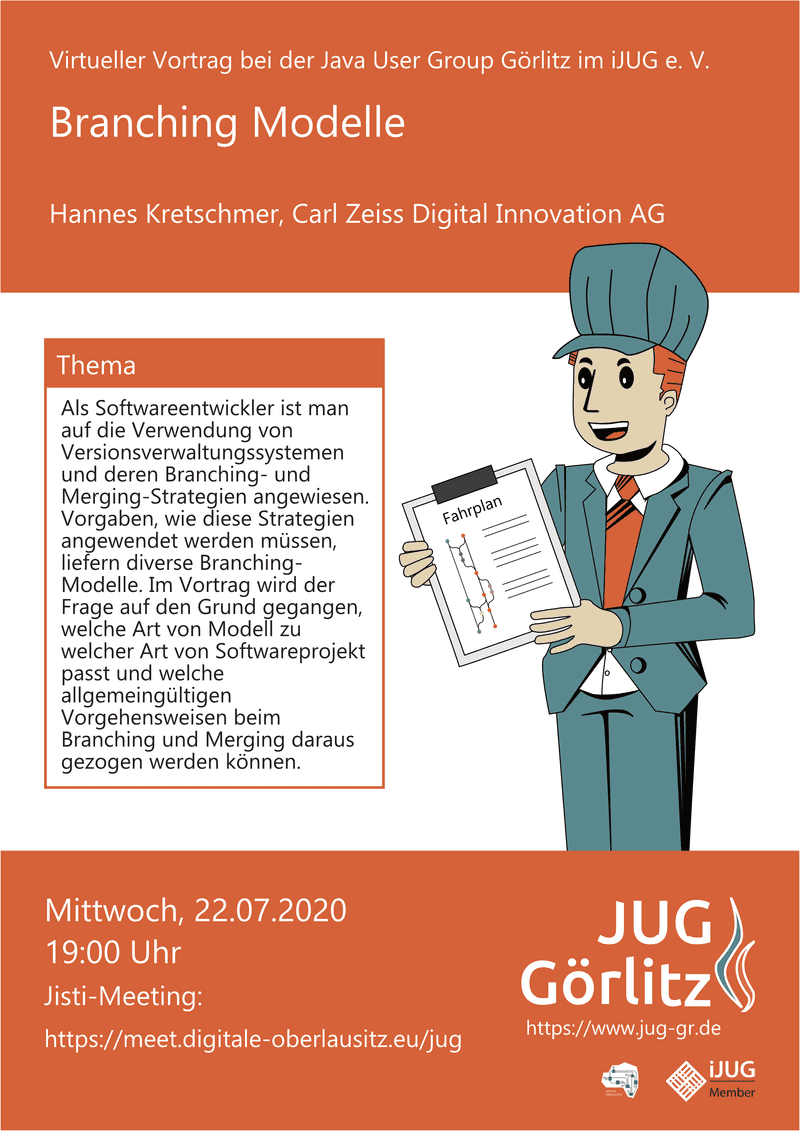 Virtueller Vortrag bei der Java User Group Görlitz im iJUG e. V.
Branching Modelle
Hannes Kretschmer, Carl Zeiss Digital Innovation AG
Thema
Als Softwareentwickler ist man
auf die Verwendung von
Versionsverwaltungssystemen
und deren Branching- und
Merging-Strategien angewiesen.
Vorgaben, wie diese Strategien
angewendet werden müssen,
liefern diverse Branching-
Modelle. Im Vortrag wird der
Frage auf den Grund gegangen,
welche Art von Modell zu
welcher Art von Softwareprojekt
passt und welche
allgemeingültigen
Vorgehensweisen beim
Branching und Merging daraus
gezogen werden können.
Fahrplan
Mittwoch, 22.07.2020
19:00 Uhr
Jisti-Meeting:
https://meet.digitale-oberlausitz.eu/jug
JUG
Görlitz
https://www.jug-gr.de
iJUG
Member